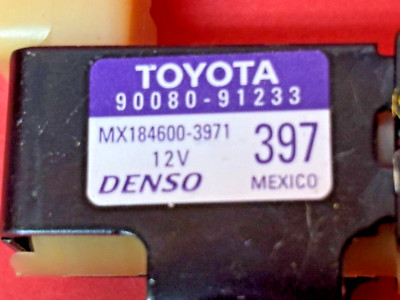 TOYOTA
90080-91233
MX184600-3971
12V
397
DENSO
MEXICO